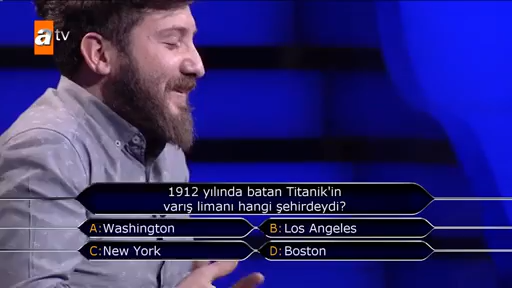 atv
1912 yılında batan Titanik'in
varış limanı hangi şehirdeydi?
A: Washington
B: Los Angeles
C: New York
D: Boston